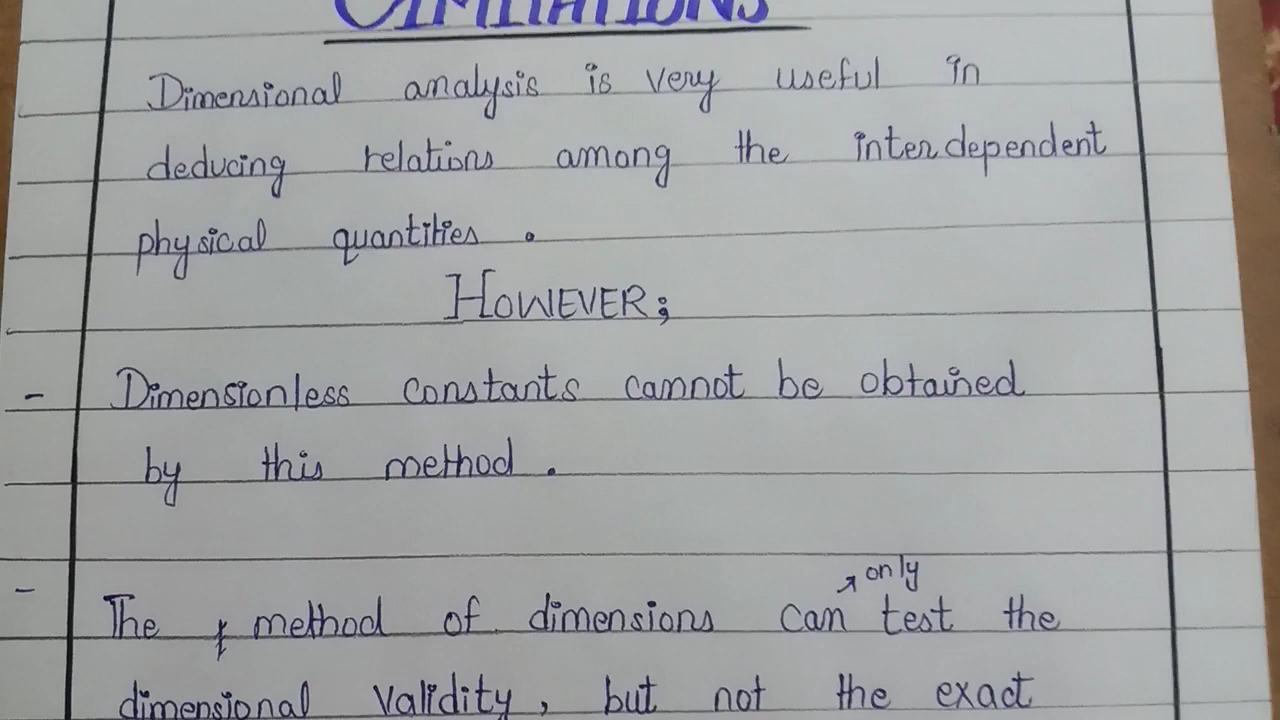 LIMITATIONS
Dimensional analysis is very useful in
deducing relations among the interdependent
physical quantities .
HOWEVER;
- Dimensionless constants cannot be obtained
by this method .
only
- The method of dimensions can test the
dimensional validity, but not the exact